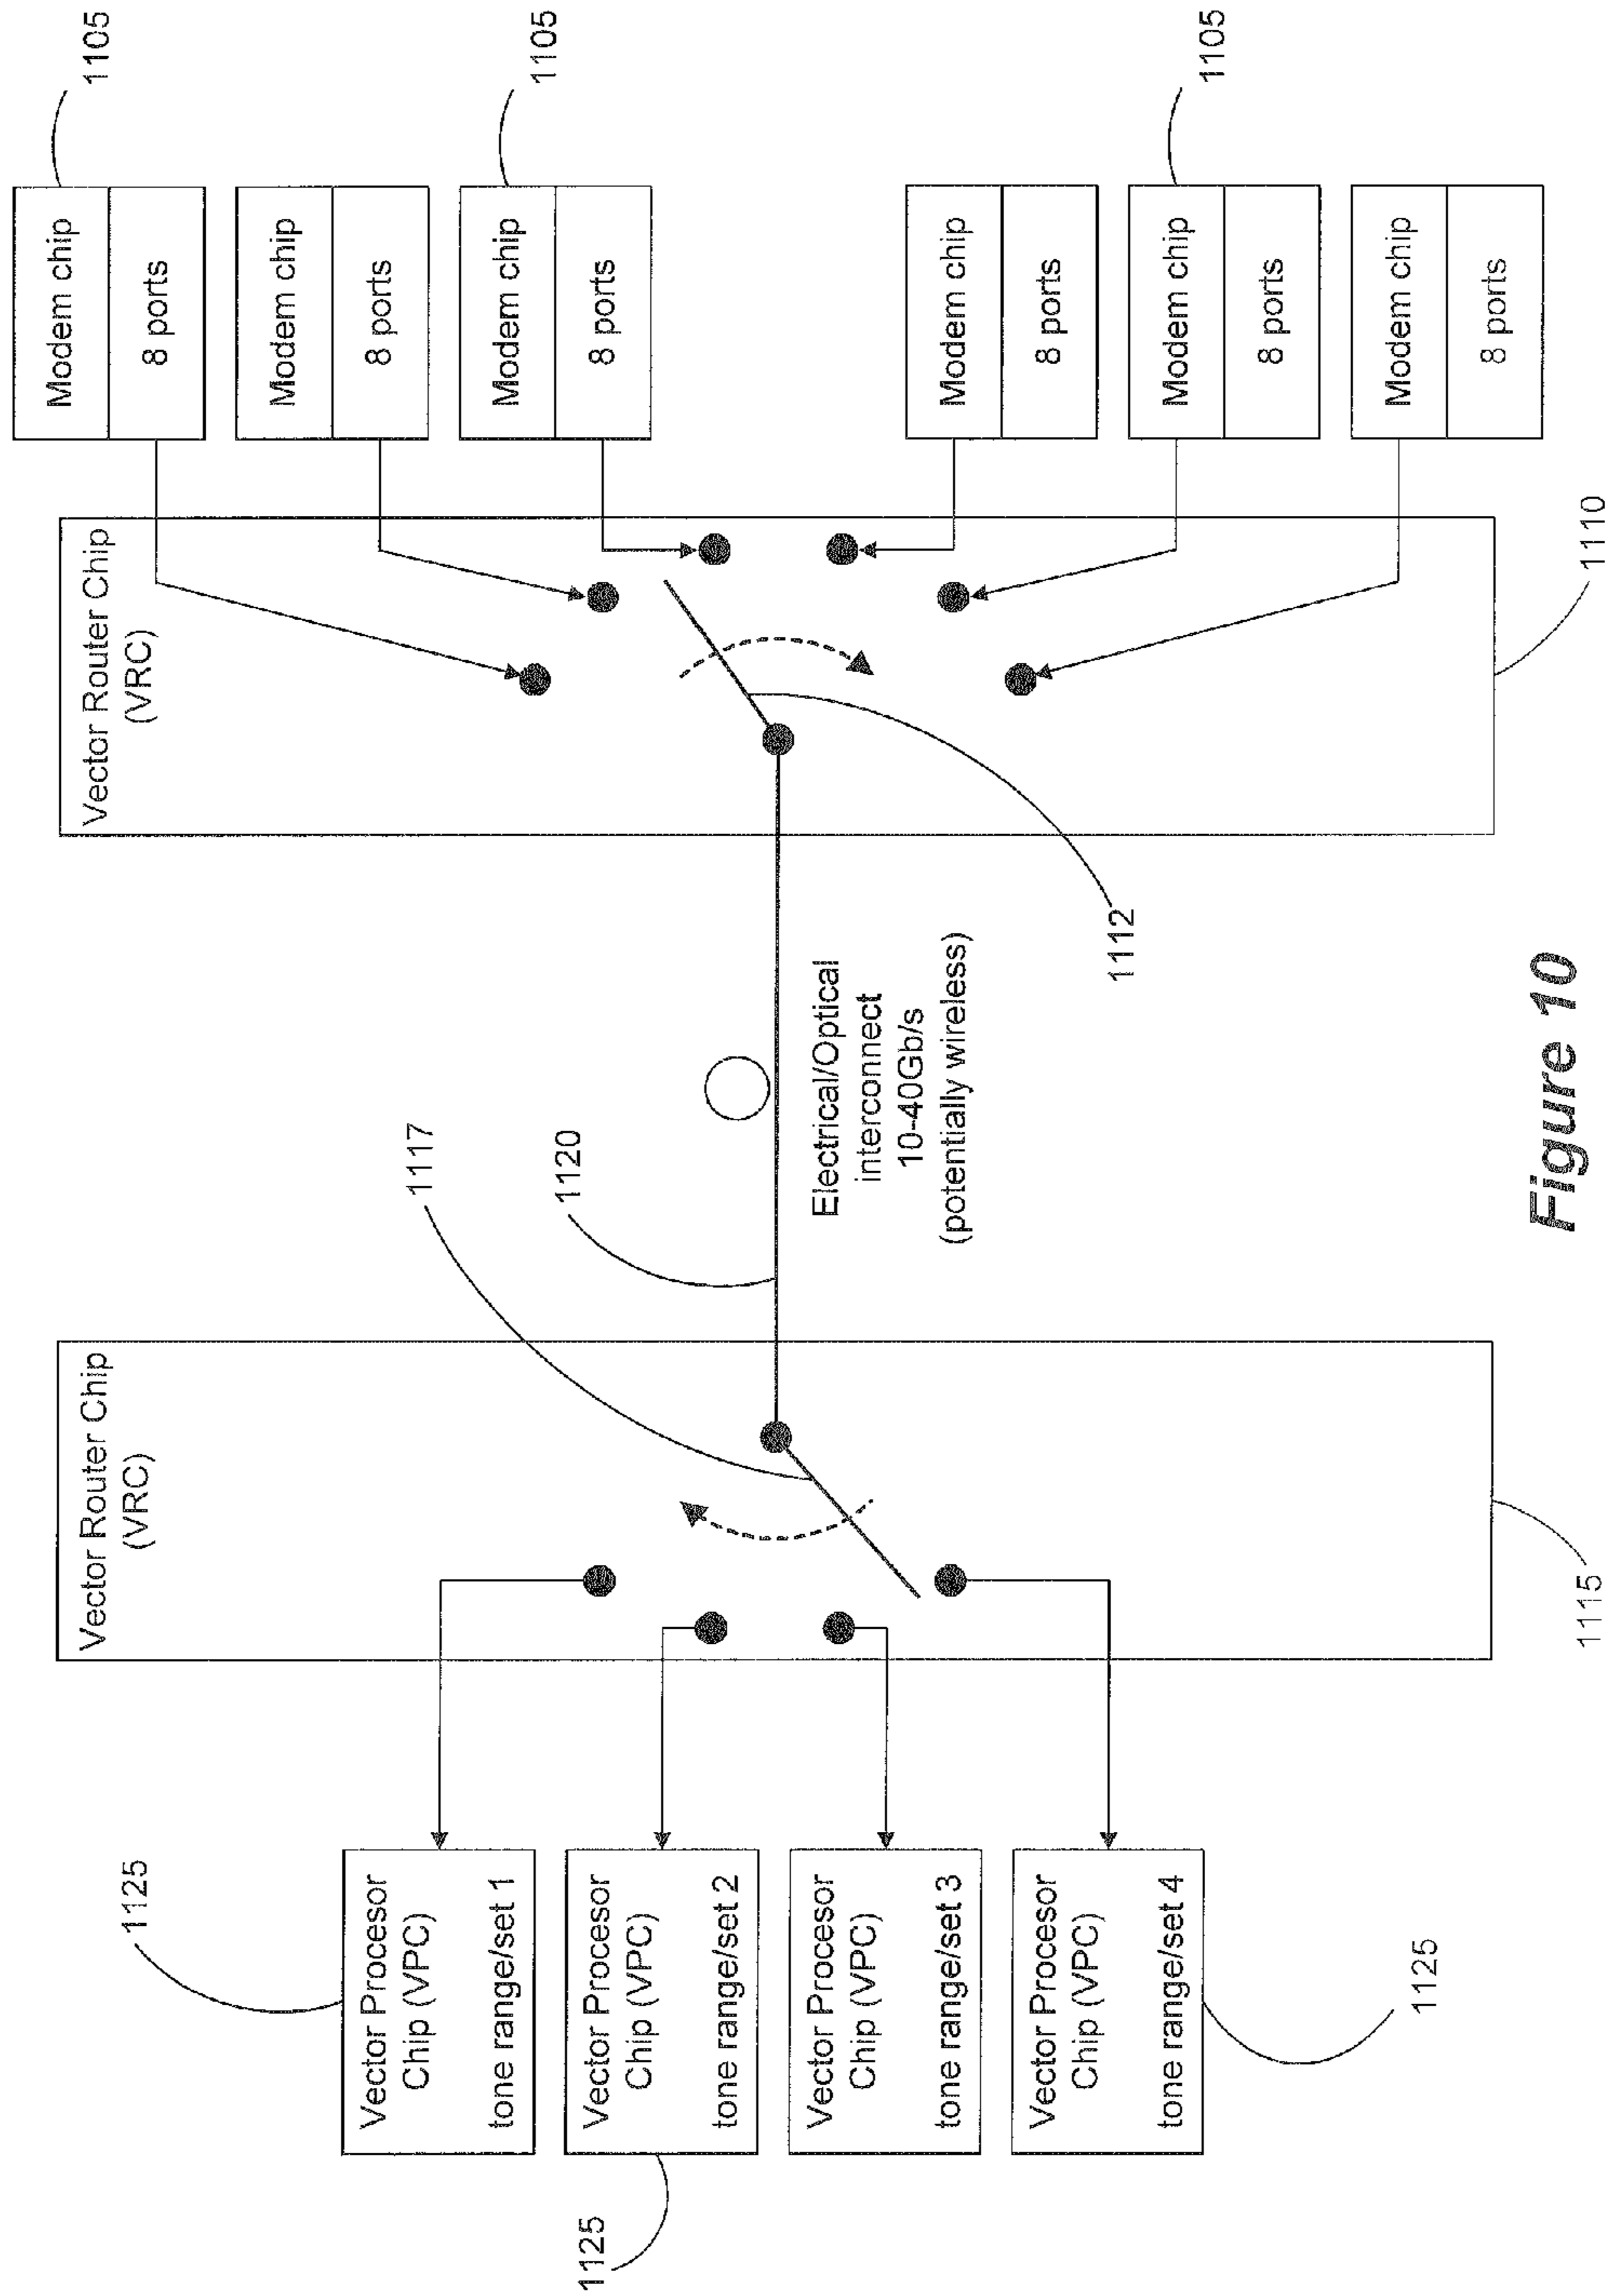 1125
Vector Procesor
Chip (VPC)
tone range/set 1
1125
Vector Procesor
Chip (VPC)
tone range/set 2
Vector Procesor
Chip (VPC)
tone range/set 3
Vector Procesor
Chip (VPC)
tone range/set 4
1125
Vector Router Chip
(VRC)
1115
1117
1120
Electrical/Optical
interconnect
10-40Gb/s
(potentially wireless)
1112
Vector Router Chip
(VRC)
1110
Modem chip
8 ports
1105
Modem chip
8 ports
Modem chip
8 ports
1105
Modem chip
8 ports
Modem chip
8 ports
1105
Modem chip
8 ports
Figure 10